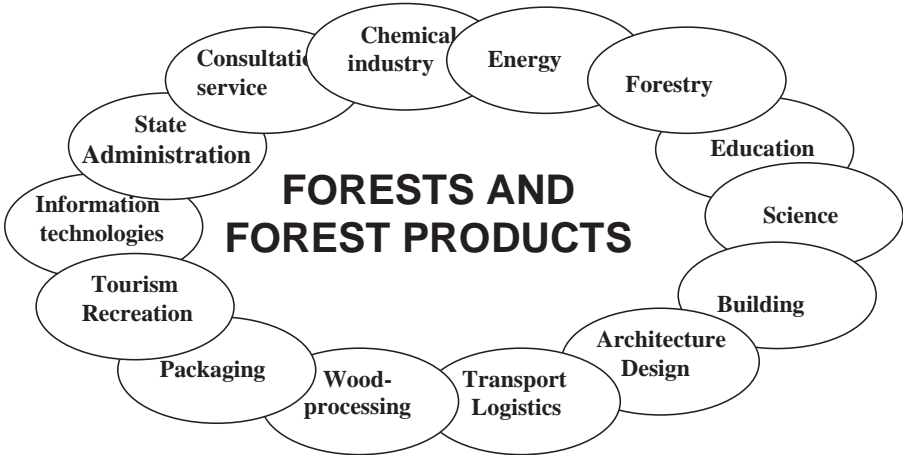 Chemical
industry
Energy
Forestry
Education
Science
Building
Architecture
Design
Transport
Logistics
Wood-
processing
Packaging
Tourism
Recreation
Information
technologies
State
Administration
Consultatic
service
FORESTS AND
FOREST PRODUCTS